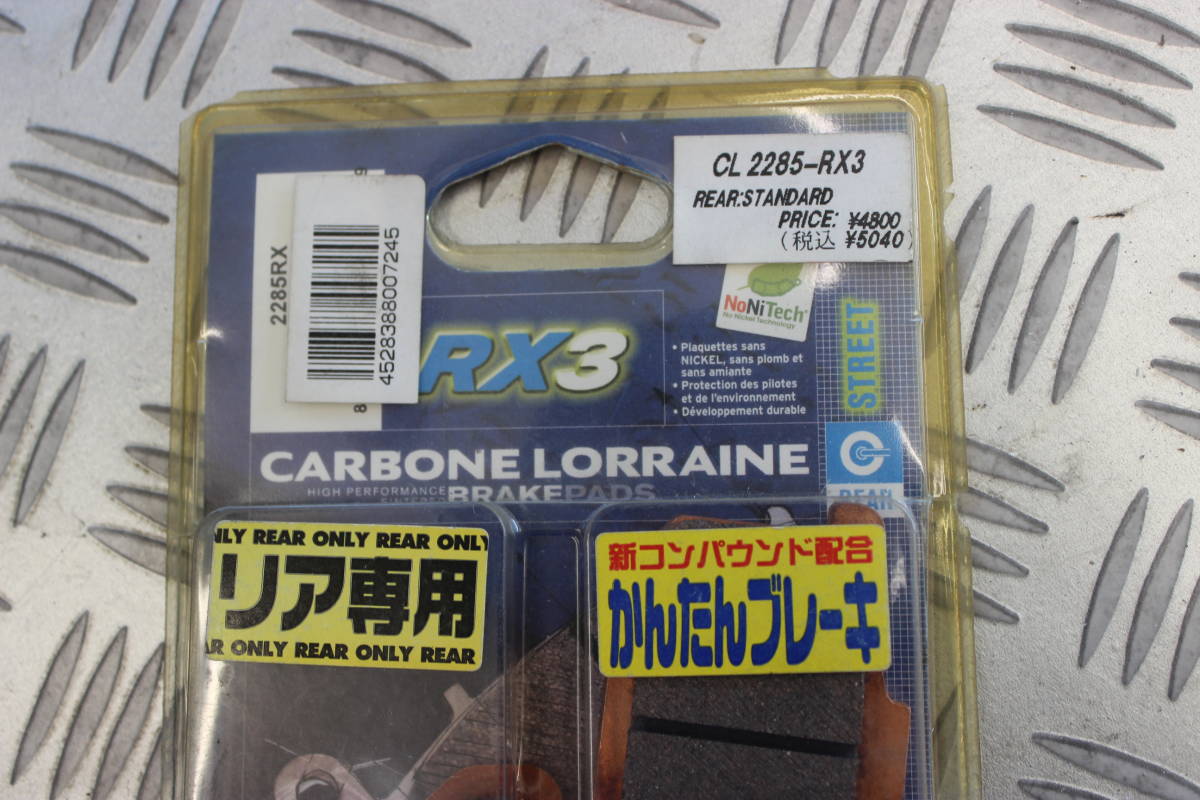 CL 2285-RX3
REAR:STANDARD
PRICE: ¥4800
(税込 ¥5040)
2285RX
4528388007245
NoNiTech®
No Nickel Technology
RX3
• Plaquettes sans
NICKEL, sans plomb et
sans amiante
• Protection des pilotes
et de l'environnement
• Développement durable
STREET
CARBONE LORRAINE
HIGH PERFORMANCE
SINTERED
BRAKEPADS
REAR
NLY REAR ONLY REAR ONLY
リア専用
AR ONLY REAR ONLY REAR
新コンパウンド配合
かんたんブレーキ